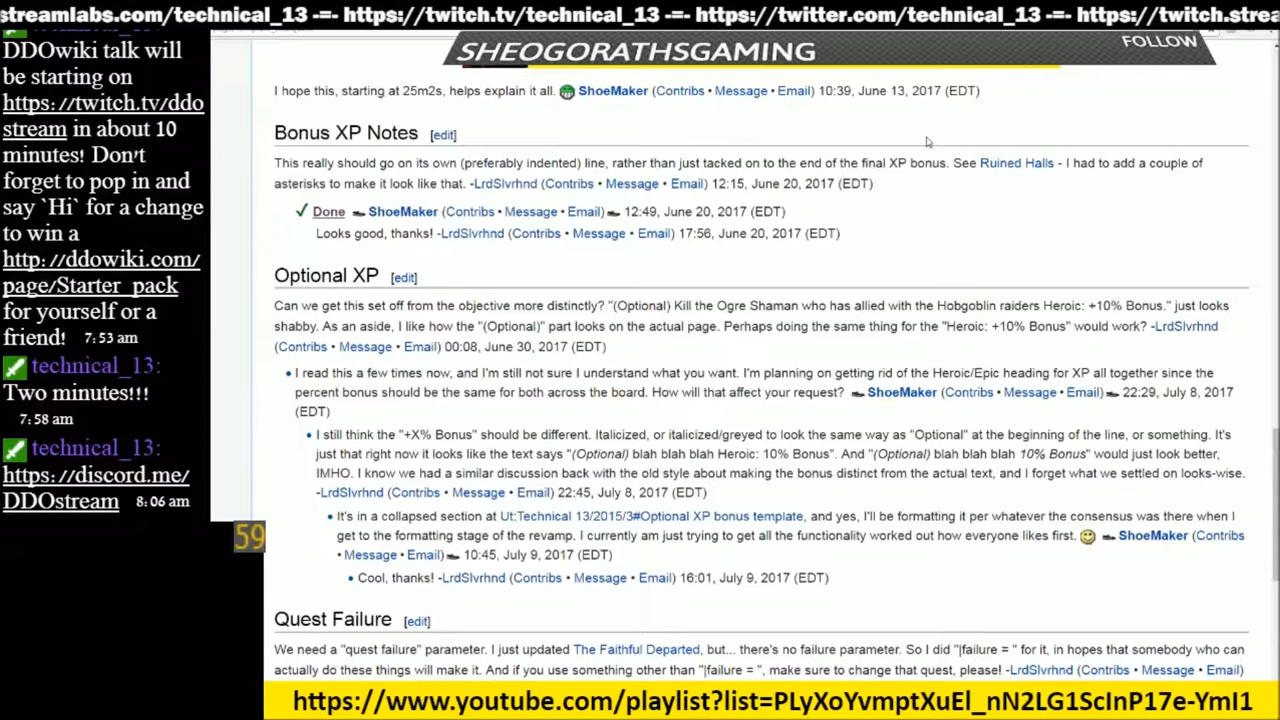 streamlabs.com/technical_13 -=- https://twitch.tv/technical_13 -=- https://twitter.com/technical_13 -=- https://twitch.strea
DDOwiki talk will
be starting on
https://twitch.tv/ddo
stream in about 10
minutes! Don't
forget to pop in and
say `Hi` for a change
to win a
http://ddowiki.com/
page/Starter_pack
for yourself or a
friend! 7:53 am
technical_13:
Two minutes!!!
7:58 am
technical_13:
https://discord.me/
DDOstream 8:06 am
59
SHEOGORATHSGAMING
FOLLOW
I hope this, starting at 25m2s, helps explain it all. ShoeMaker (Contribs • Message • Email) 10:39, June 13, 2017 (EDT)
Bonus XP Notes [edit]
This really should go on its own (preferably indented) line, rather than just tacked on to the end of the final XP bonus. See Ruined Halls - I had to add a couple of
asterisks to make it look like that. -LrdSlvrhnd (Contribs • Message • Email) 12:15, June 20, 2017 (EDT)
✓ Done ShoeMaker (Contribs • Message • Email) 12:49, June 20, 2017 (EDT)
Looks good, thanks! -LrdSlvrhnd (Contribs • Message • Email) 17:56, June 20, 2017 (EDT)
Optional XP [edit]
Can we get this set off from the objective more distinctly? "(Optional) Kill the Ogre Shaman who has allied with the Hobgoblin raiders Heroic: +10% Bonus." just looks
shabby. As an aside, I like how the "(Optional)" part looks on the actual page. Perhaps doing the same thing for the "Heroic: +10% Bonus" would work? -LrdSlvrhnd
(Contribs • Message • Email) 00:08, June 30, 2017 (EDT)
• I read this a few times now, and I'm still not sure I understand what you want. I'm planning on getting rid of the Heroic/Epic heading for XP all together since the
percent bonus should be the same for both across the board. How will that affect your request? ShoeMaker (Contribs • Message • Email) 22:29, July 8, 2017
(EDT)
• I still think the "+X% Bonus" should be different. Italicized, or italicized/greyed to look the same way as "Optional" at the beginning of the line, or something. It's
just that right now it looks like the text says "(Optional) blah blah blah Heroic: 10% Bonus". And "(Optional) blah blah blah 10% Bonus" would just look better,
IMHO. I know we had a similar discussion back with the old style about making the bonus distinct from the actual text, and I forget what we settled on looks-wise.
-LrdSlvrhnd (Contribs • Message • Email) 22:45, July 8, 2017 (EDT)
• It's in a collapsed section at Ut:Technical 13/2015/3#Optional XP bonus template, and yes, I'll be formatting it per whatever the consensus was there when I
get to the formatting stage of the revamp. I currently am just trying to get all the functionality worked out how everyone likes first. ShoeMaker (Contribs
• Message • Email) 10:45, July 9, 2017 (EDT)
• Cool, thanks! -LrdSlvrhnd (Contribs • Message • Email) 16:01, July 9, 2017 (EDT)
Quest Failure [edit]
We need a "quest failure" parameter. I just updated The Faithful Departed, but... there's no failure parameter. So I did "|failure = " for it, in hopes that somebody who can
actually do these things will make it. And if you use something other than "|failure = ", make sure to change that quest, please! -LrdSlvrhnd (Contribs • Message • Email)
https://www.youtube.com/playlist?list=PLyXoYvmptXuEl_nN2LG1ScInP17e-YmI1